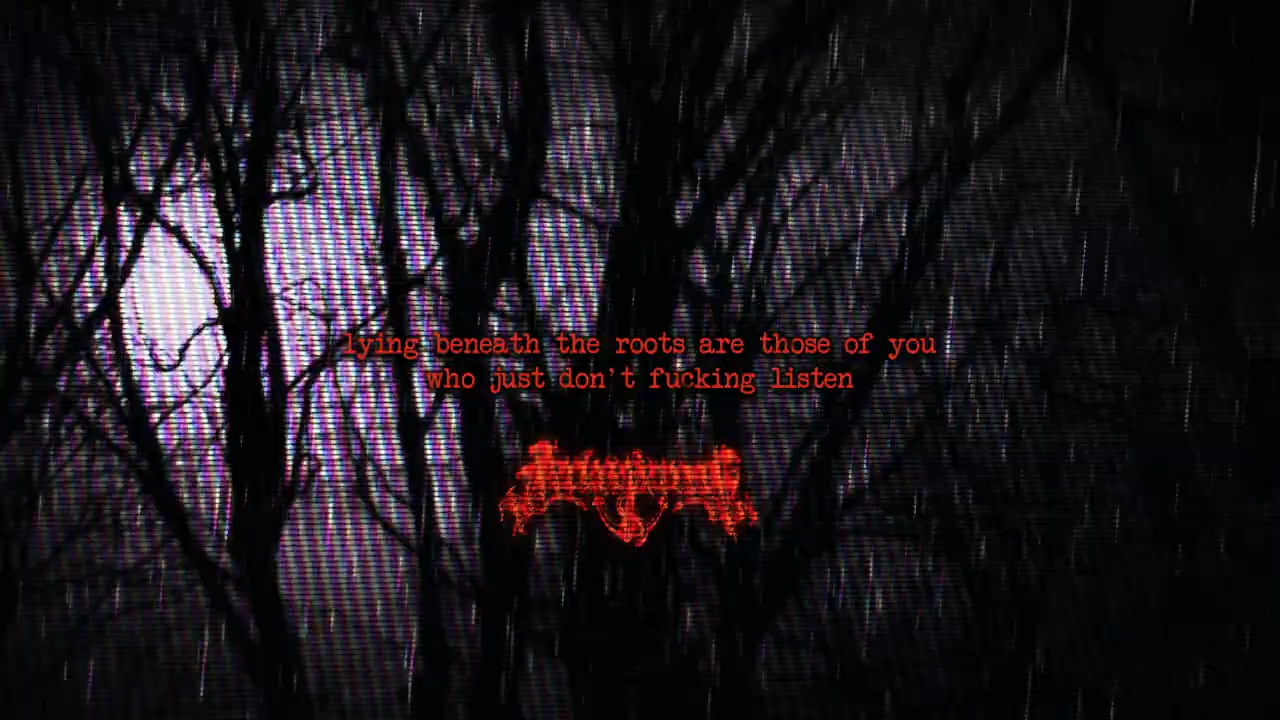 lying beneath the roots are those of you
who just don't fucking listen